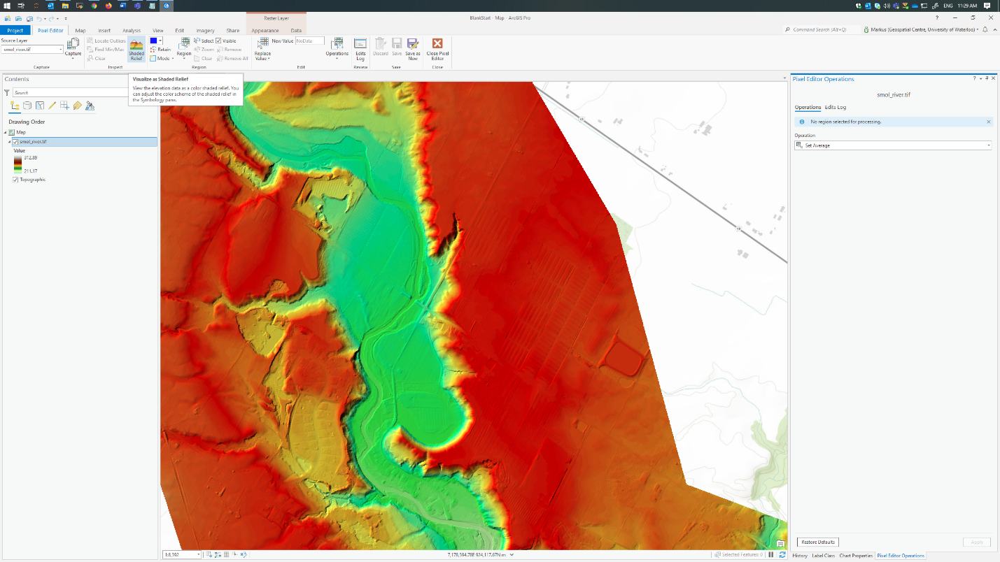 ENG 11:29 AM
Raster Layer
BlankStart - Map - ArcGIS Pro
Project Pixel Editor Map Insert Analysis View Edit Imagery Share Appearance Data
Command Search (Alt+Q)
Markus (Geospatial Centre, University of Waterloo)
Source Layer
smol_river.tif
Capture
Locate Outliers
Find Min/Max
Clear
Shaded Relief
Retain
Mode
Region
Select Visible
Zoom Remove
Clear Remove All
Replace Value
New Value NoData
Operations
Edits Log
Discard
Save
Save as New
Close Pixel Editor
Capture Inspect Region Edit Review Save Close
Visualize as Shaded Relief
View the elevation data as a color shaded relief. You
can adjust the color scheme of the shaded relief in
the Symbology pane.
Contents
Search
Drawing Order
Map
smol_river.tif
Value
312.89
211.17
Topographic
Pixel Editor Operations
smol_river.tif
Operations Edits Log
No region selected for processing.
Operation
Set Average
Restore Defaults Apply
1:8,392
7,178,594.78E 924,117.67N m
Selected Features: 0
History Label Class Chart Properties Pixel Editor Operations